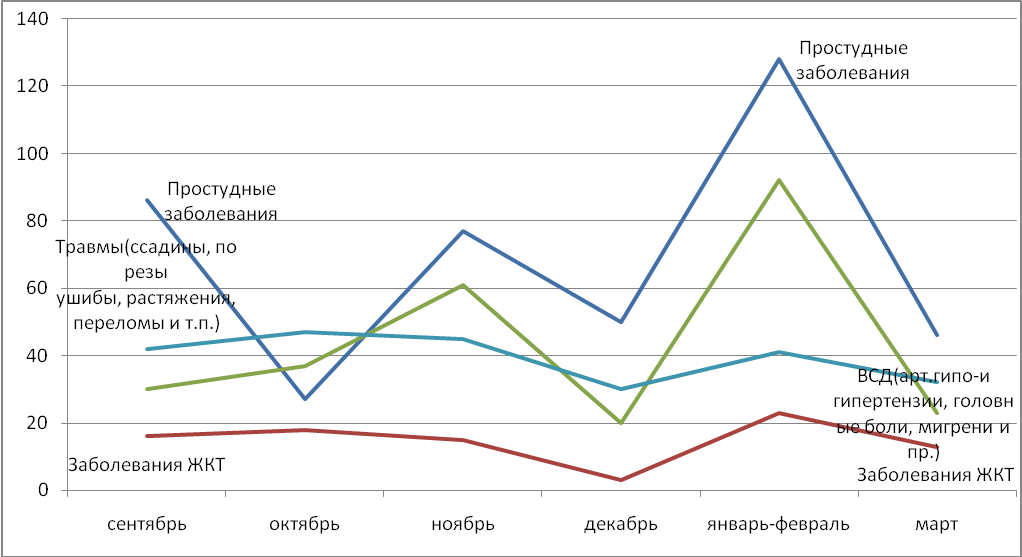 140
120
100
80
60
40
20
0
Простудные
заболевания
Простудные
заболевания
Травмы(ссадины, по
резы
ушибы, растяжения,
переломы и т.п.)
ВСД(арт.гипо-и
гипертензии, головн
ые боли, мигрени и
пр.)
Заболевания ЖКТ
Заболевания ЖКТ
сентябрь октябрь ноябрь декабрь январь-февраль март